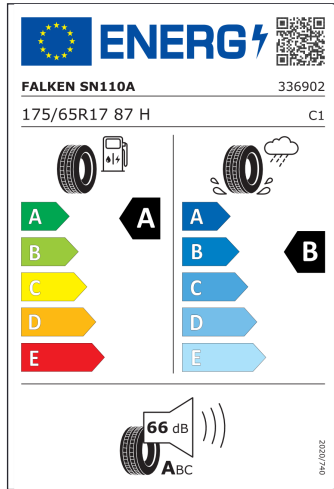 ENERG
FALKEN SN110A 336902
175/65R17 87 H C1
A A A
B B B
C C
D D
E E
66 dB
ABC
2020/740